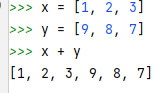 >>> x = [1, 2, 3]
>>> y = [9, 8, 7]
>>> x + y
[1, 2, 3, 9, 8, 7]